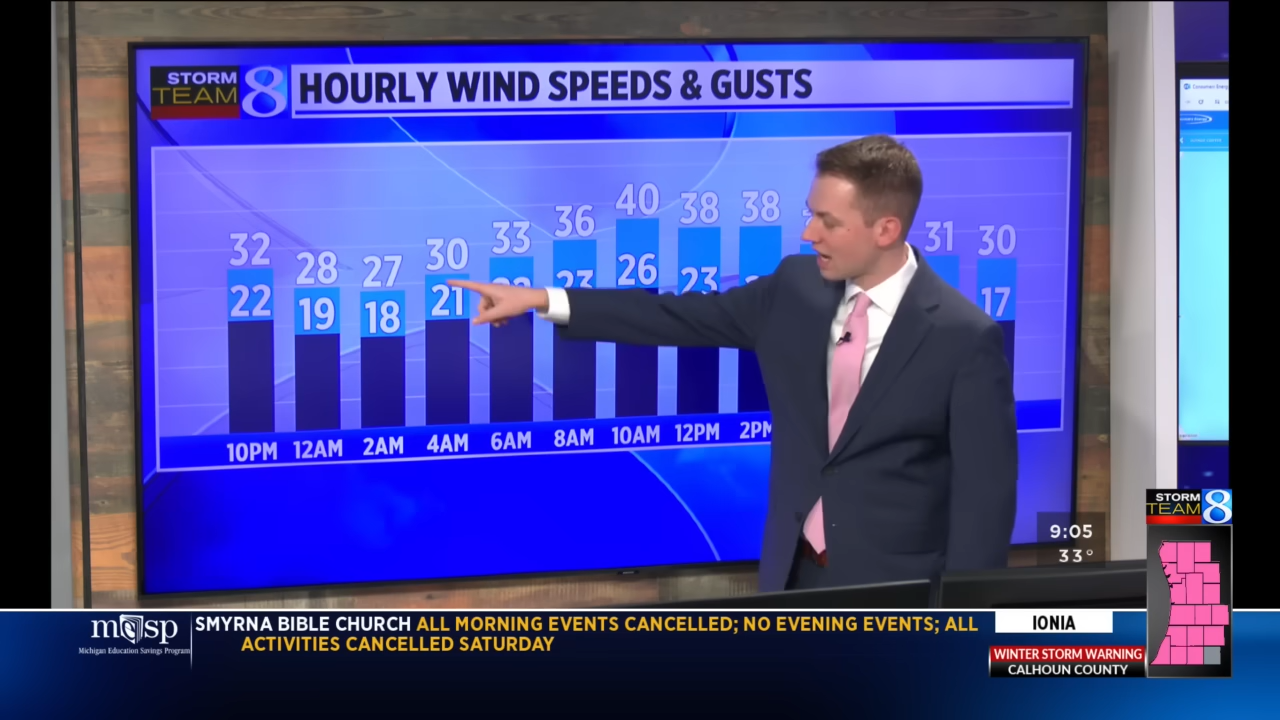 STORM
TEAM 8
HOURLY WIND SPEEDS & GUSTS
32 28 27 30 33 36 40 38 38 31 30
22 19 18 21 23 26 23 17
10PM 12AM 2AM 4AM 6AM 8AM 10AM 12PM 2PM
STORM
TEAM 8
9:05
33°
mesp
Michigan Education Savings Program
SMYRNA BIBLE CHURCH ALL MORNING EVENTS CANCELLED; NO EVENING EVENTS; ALL
ACTIVITIES CANCELLED SATURDAY
IONIA
WINTER STORM WARNING
CALHOUN COUNTY